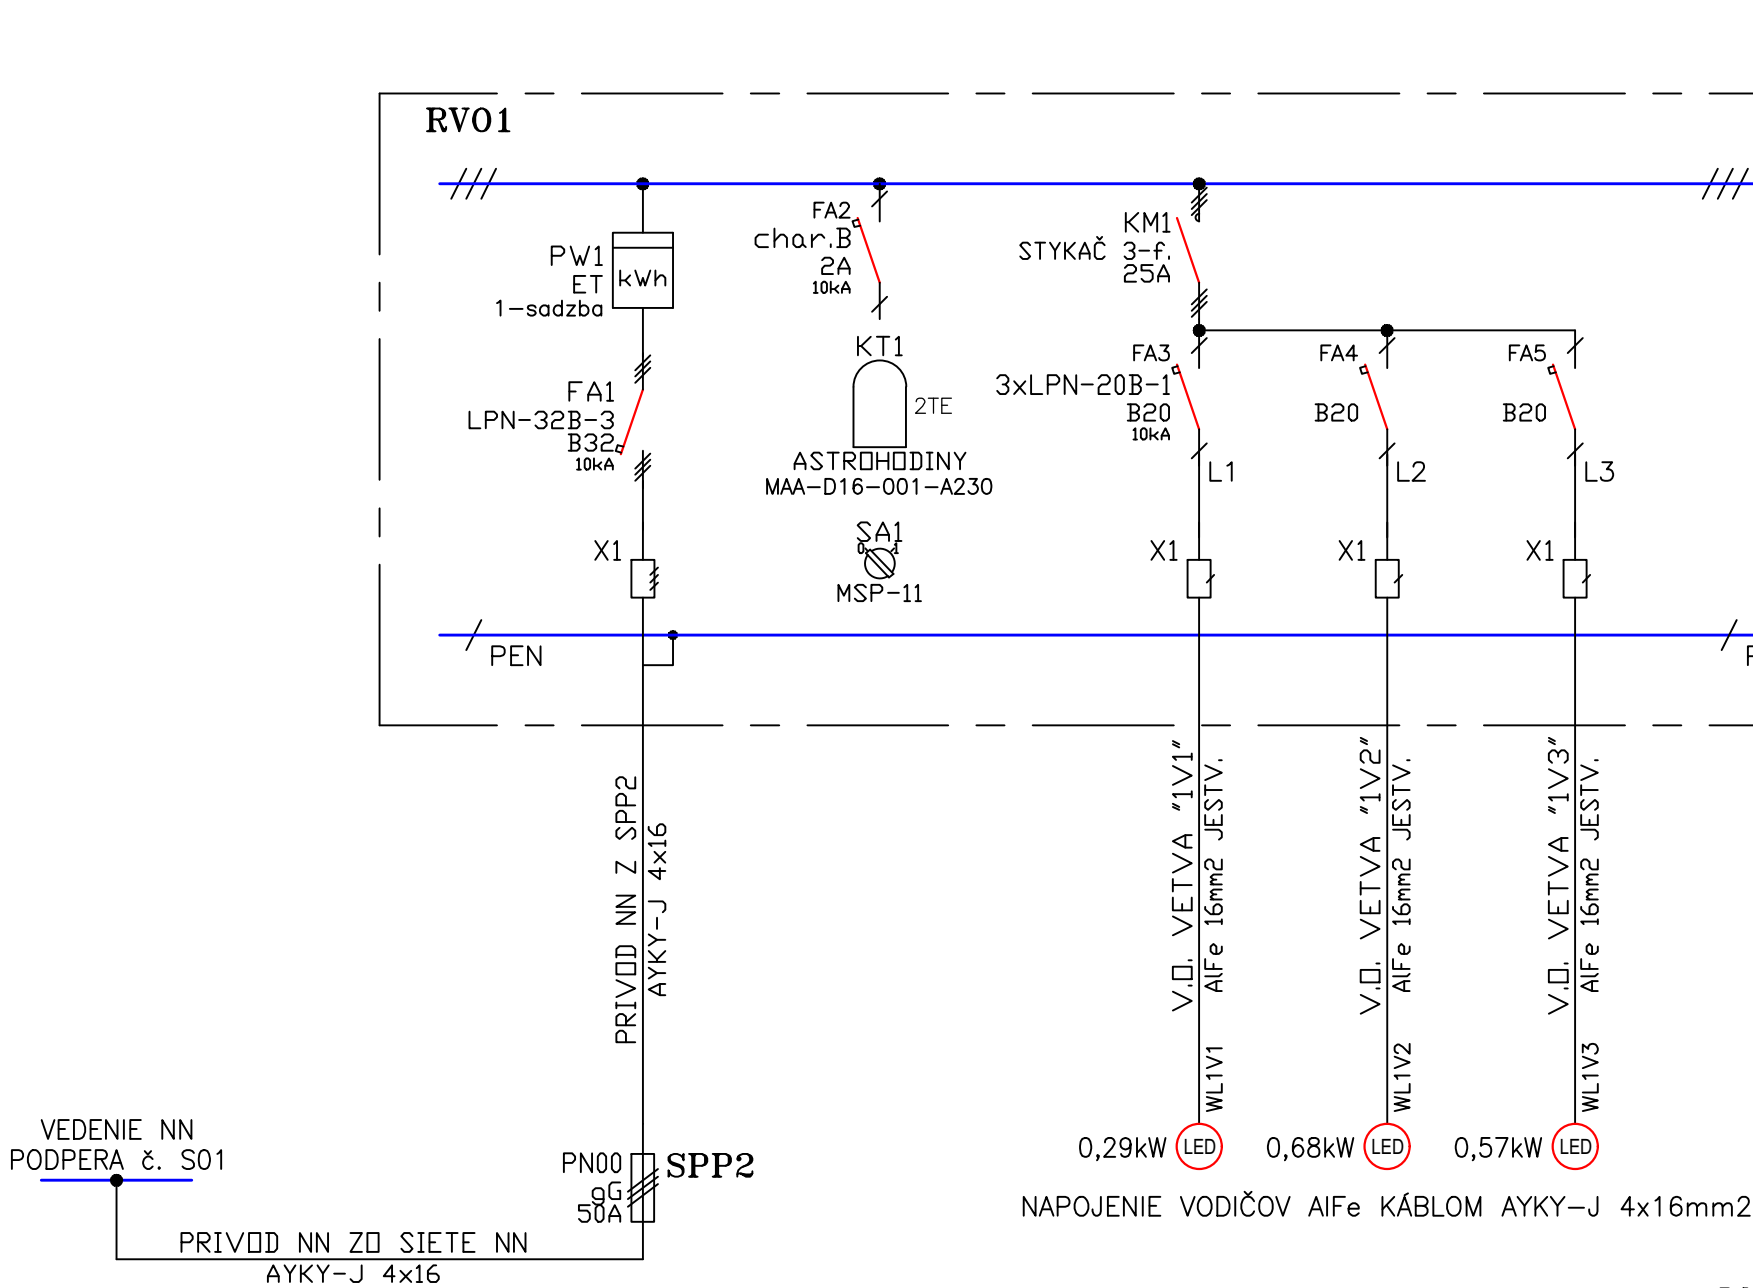 RVO1
PW1
ET
1-sadzba
kWh
FA1
LPN-32B-3
B32
10kA
X1
FA2
char.B
2A
10kA
KT1
2TE
ASTROHODINY
MAA-D16-001-A230
SA1
0 1
MSP-11
KM1
STYKAČ 3-f.
25A
FA3
3xLPN-20B-1
B20
10kA
L1
X1
FA4
B20
L2
X1
FA5
B20
L3
X1
PEN
PRIVOD NN Z SPP2
AYKY-J 4x16
V.O. VETVA "1V1"
AlFe 16mm2 JESTV.
WL1V1
V.O. VETVA "1V2"
AlFe 16mm2 JESTV.
WL1V2
V.O. VETVA "1V3"
AlFe 16mm2 JESTV.
WL1V3
0,29kW LED
0,68kW LED
0,57kW LED
NAPOJENIE VODIČOV AlFe KÁBLOM AYKY-J 4x16mm2
VEDENIE NN
PODPERA č. S01
PN00
gG
50A
SPP2
PRIVOD NN ZO SIETE NN
AYKY-J 4x16